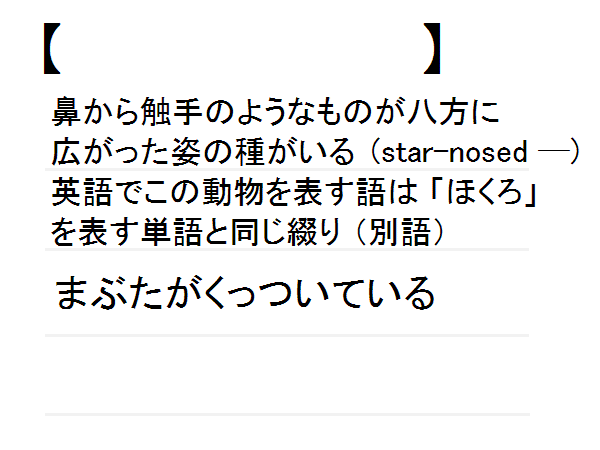 【　　　　　　　　】
鼻から触手のようなものが八方に
広がった姿の種がいる（star-nosed ―）
英語でこの動物を表す語は「ほくろ」
を表す単語と同じ綴り（別語）
まぶたがくっついている